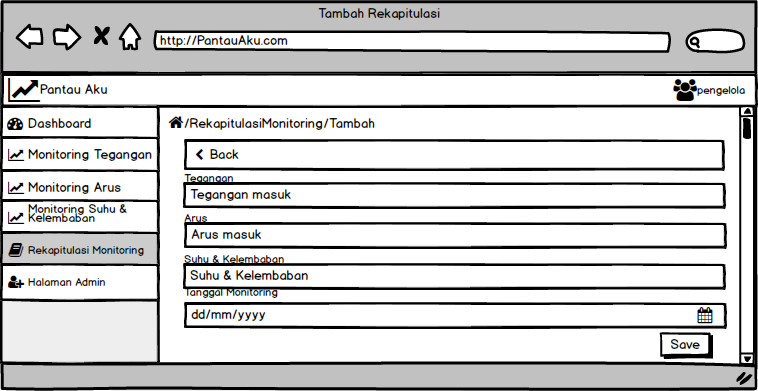 Tambah Rekapitulasi
http://PantauAku.com
Pantau Aku
pengelola
Dashboard
Monitoring Tegangan
Monitoring Arus
Monitoring Suhu &
Kelembaban
Rekapitulasi Monitoring
Halaman Admin
/RekapitulasiMonitoring/Tambah
Back
Tegangan
Tegangan masuk
Arus
Arus masuk
Suhu & Kelembaban
Suhu & Kelembaban
Tanggal Monitoring
dd/mm/yyyy
Save